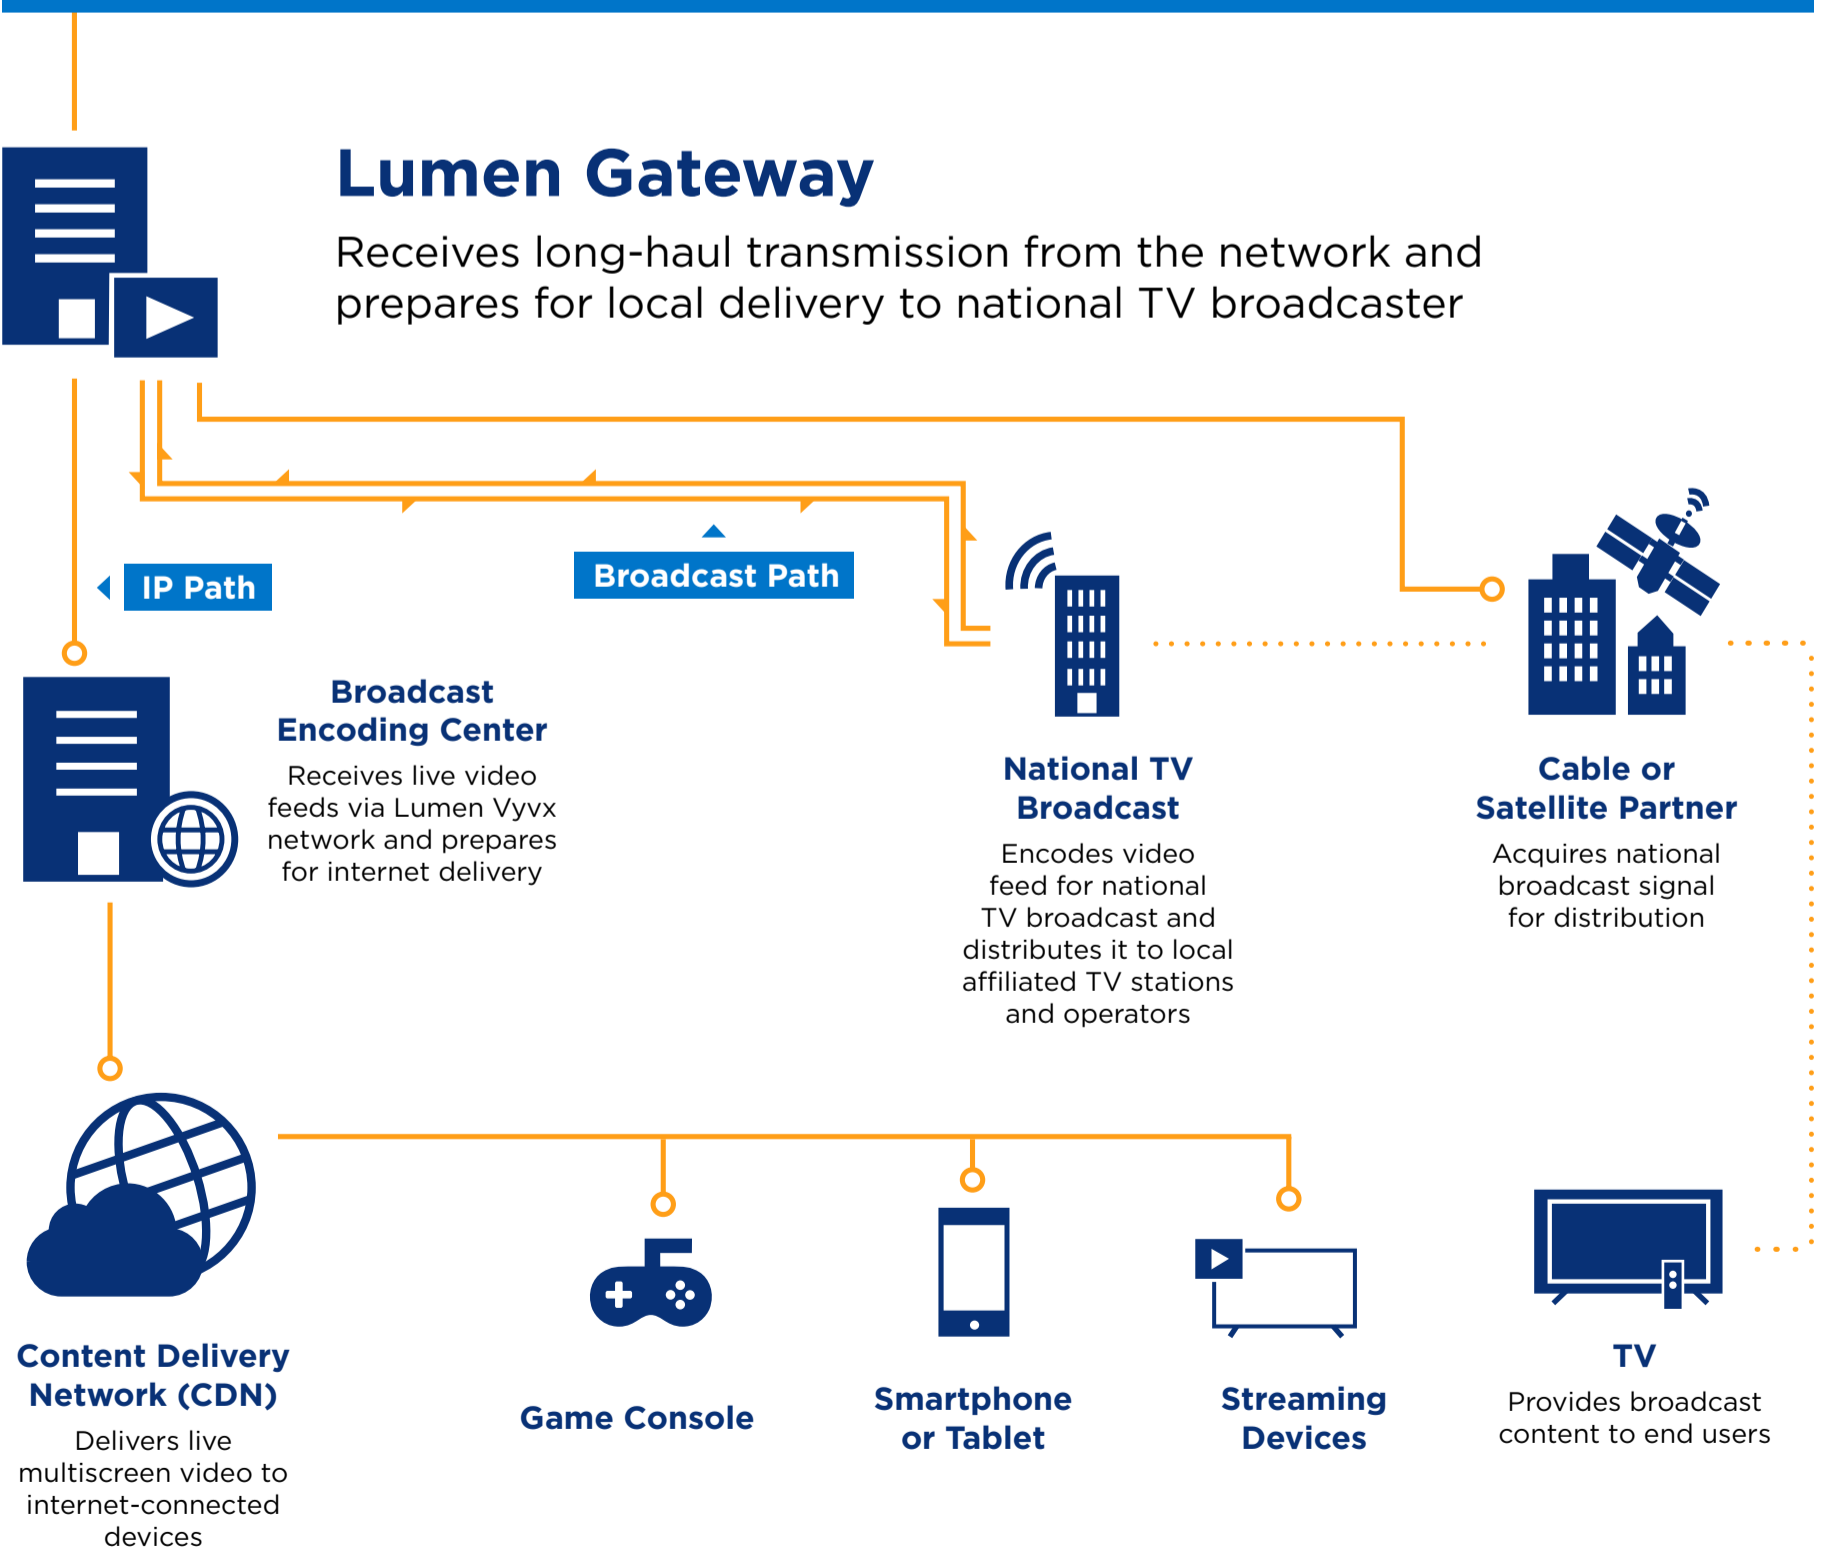 Lumen Gateway
Receives long-haul transmission from the network and
prepares for local delivery to national TV broadcaster
IP Path
Broadcast Path
Broadcast
Encoding Center
Receives live video
feeds via Lumen Vyvx
network and prepares
for internet delivery
National TV
Broadcast
Encodes video
feed for national
TV broadcast and
distributes it to local
affiliated TV stations
and operators
Cable or
Satellite Partner
Acquires national
broadcast signal
for distribution
Content Delivery
Network (CDN)
Delivers live
multiscreen video to
internet-connected
devices
Game Console
Smartphone
or Tablet
Streaming
Devices
TV
Provides broadcast
content to end users